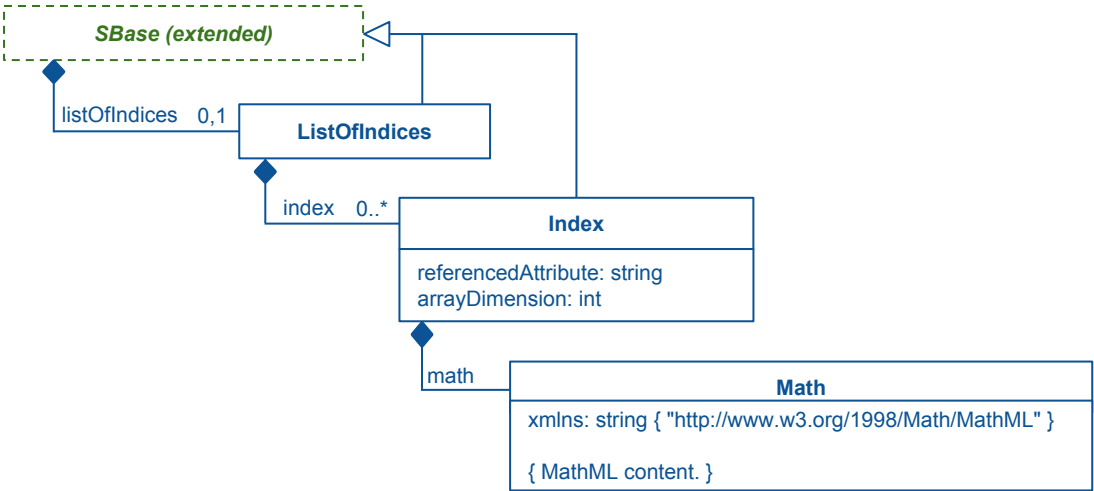 SBase (extended)
listOfIndices 0,1
ListOfIndices
index 0..*
Index
referencedAttribute: string
arrayDimension: int
math
Math
xmlns: string { "http://www.w3.org/1998/Math/MathML" }
{ MathML content. }